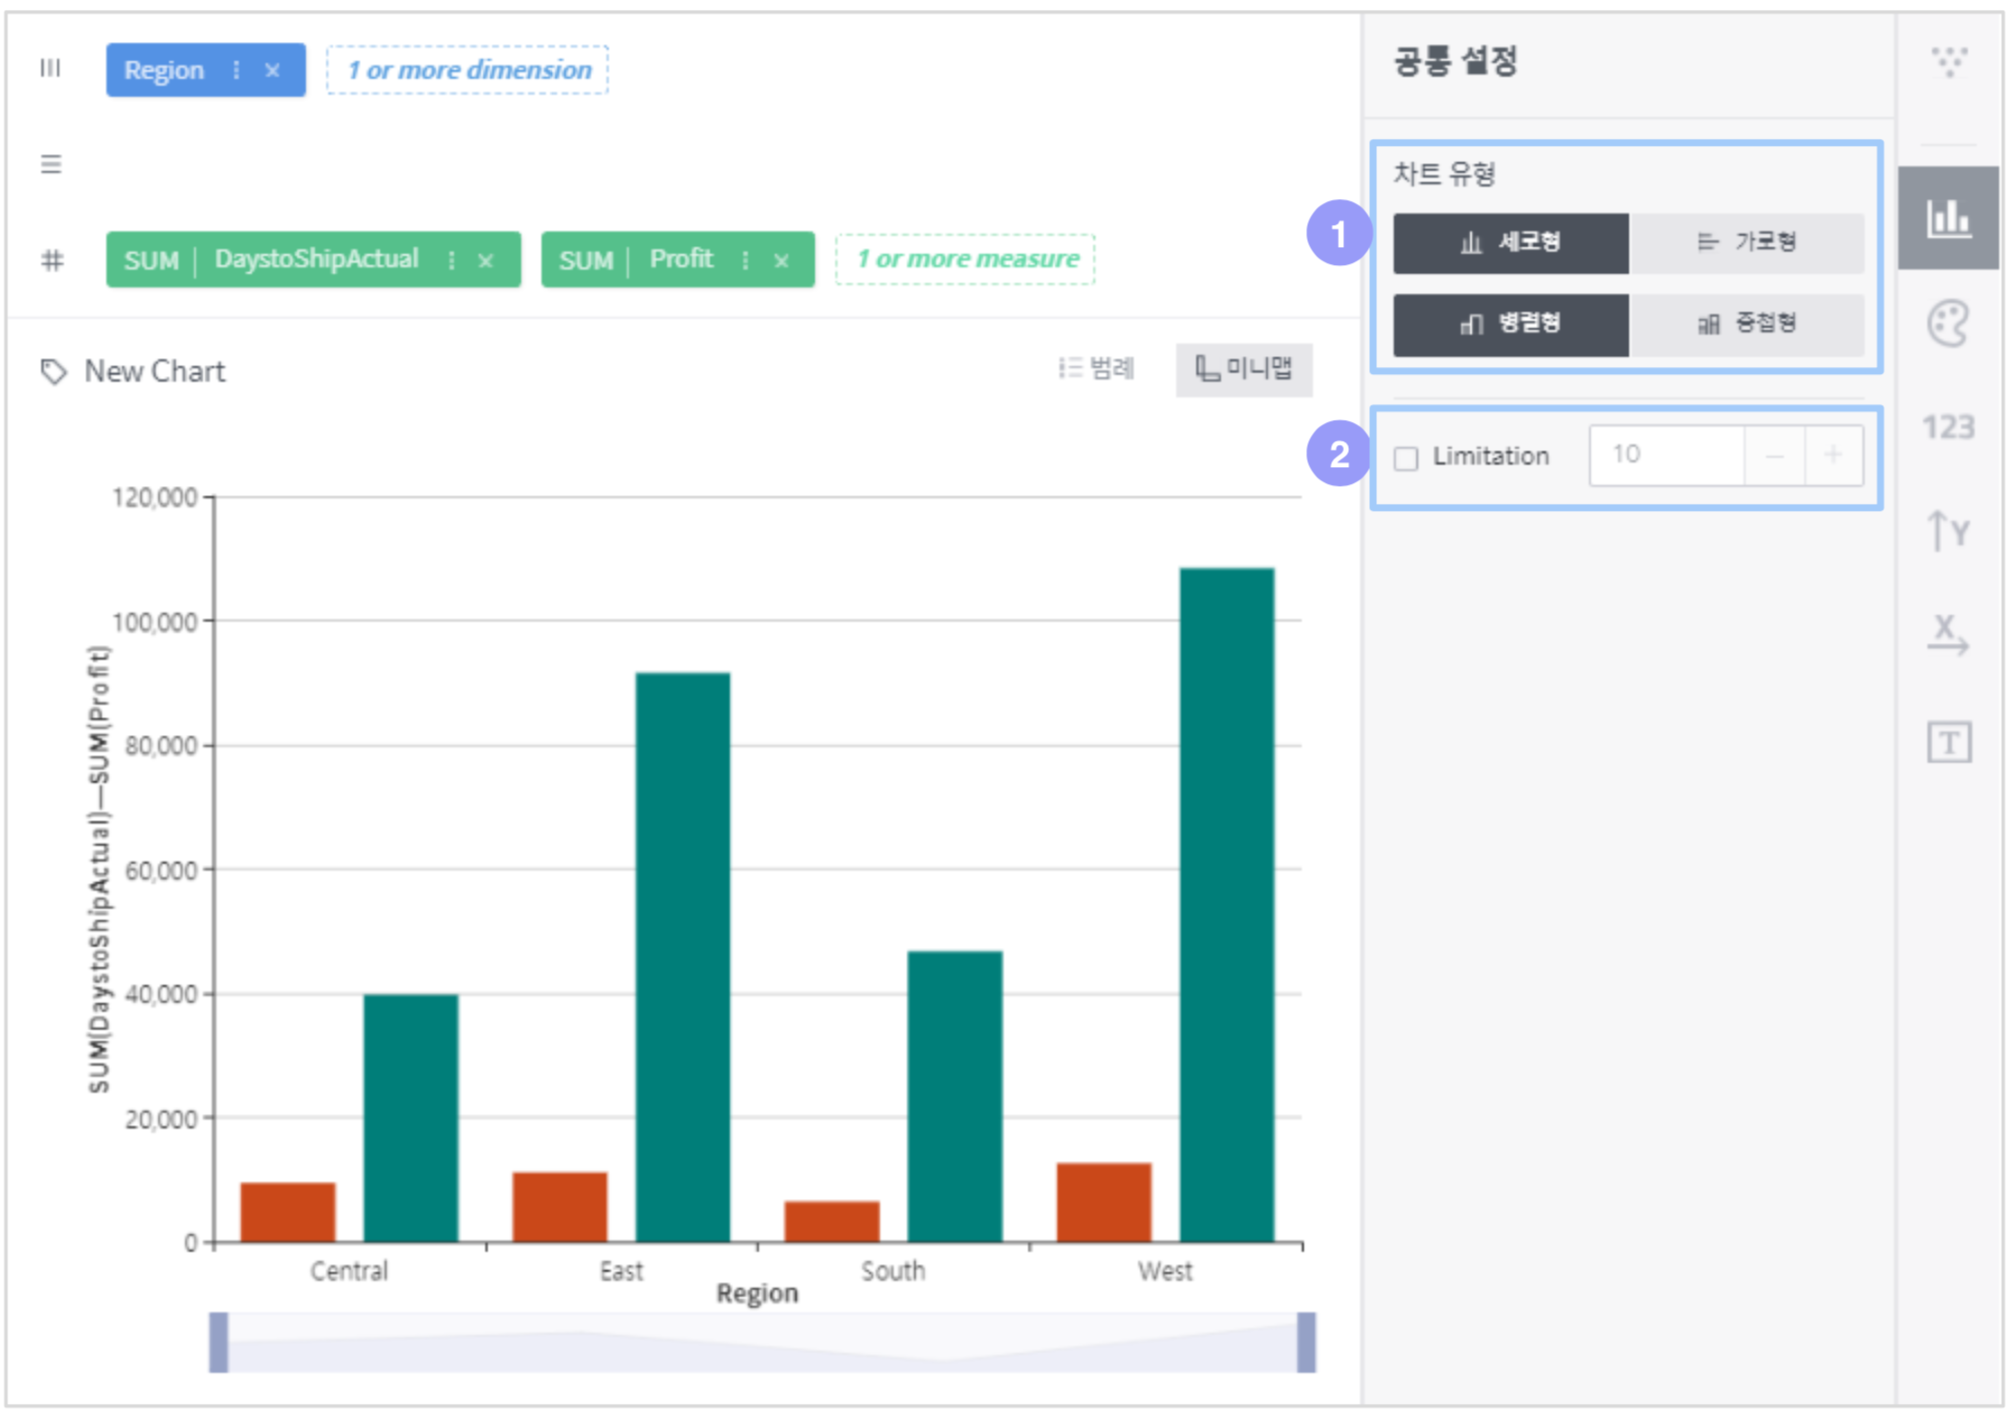 Region
1 or more dimension
SUM DaystoShipActual
SUM Profit
1 or more measure
New Chart
범례
미니맵
120,000
100,000
80,000
60,000
40,000
20,000
0
SUM(DaystoShipActual)—SUM(Profit)
Central
East
South
West
Region
공통 설정
1
차트 유형
세로형
가로형
병렬형
중첩형
2
Limitation
10
123
Y
X
T